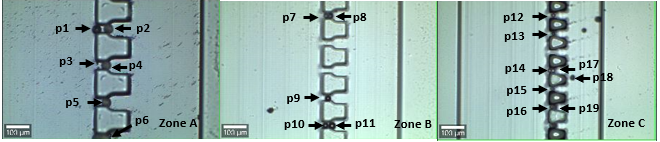 p1
p2
p3
p4
p5
p6
Zone A
100 µm
p7
p8
p9
p10
p11
Zone B
100 µm
p12
p13
p14
p17
p18
p15
p16
p19
Zone C
100 µm